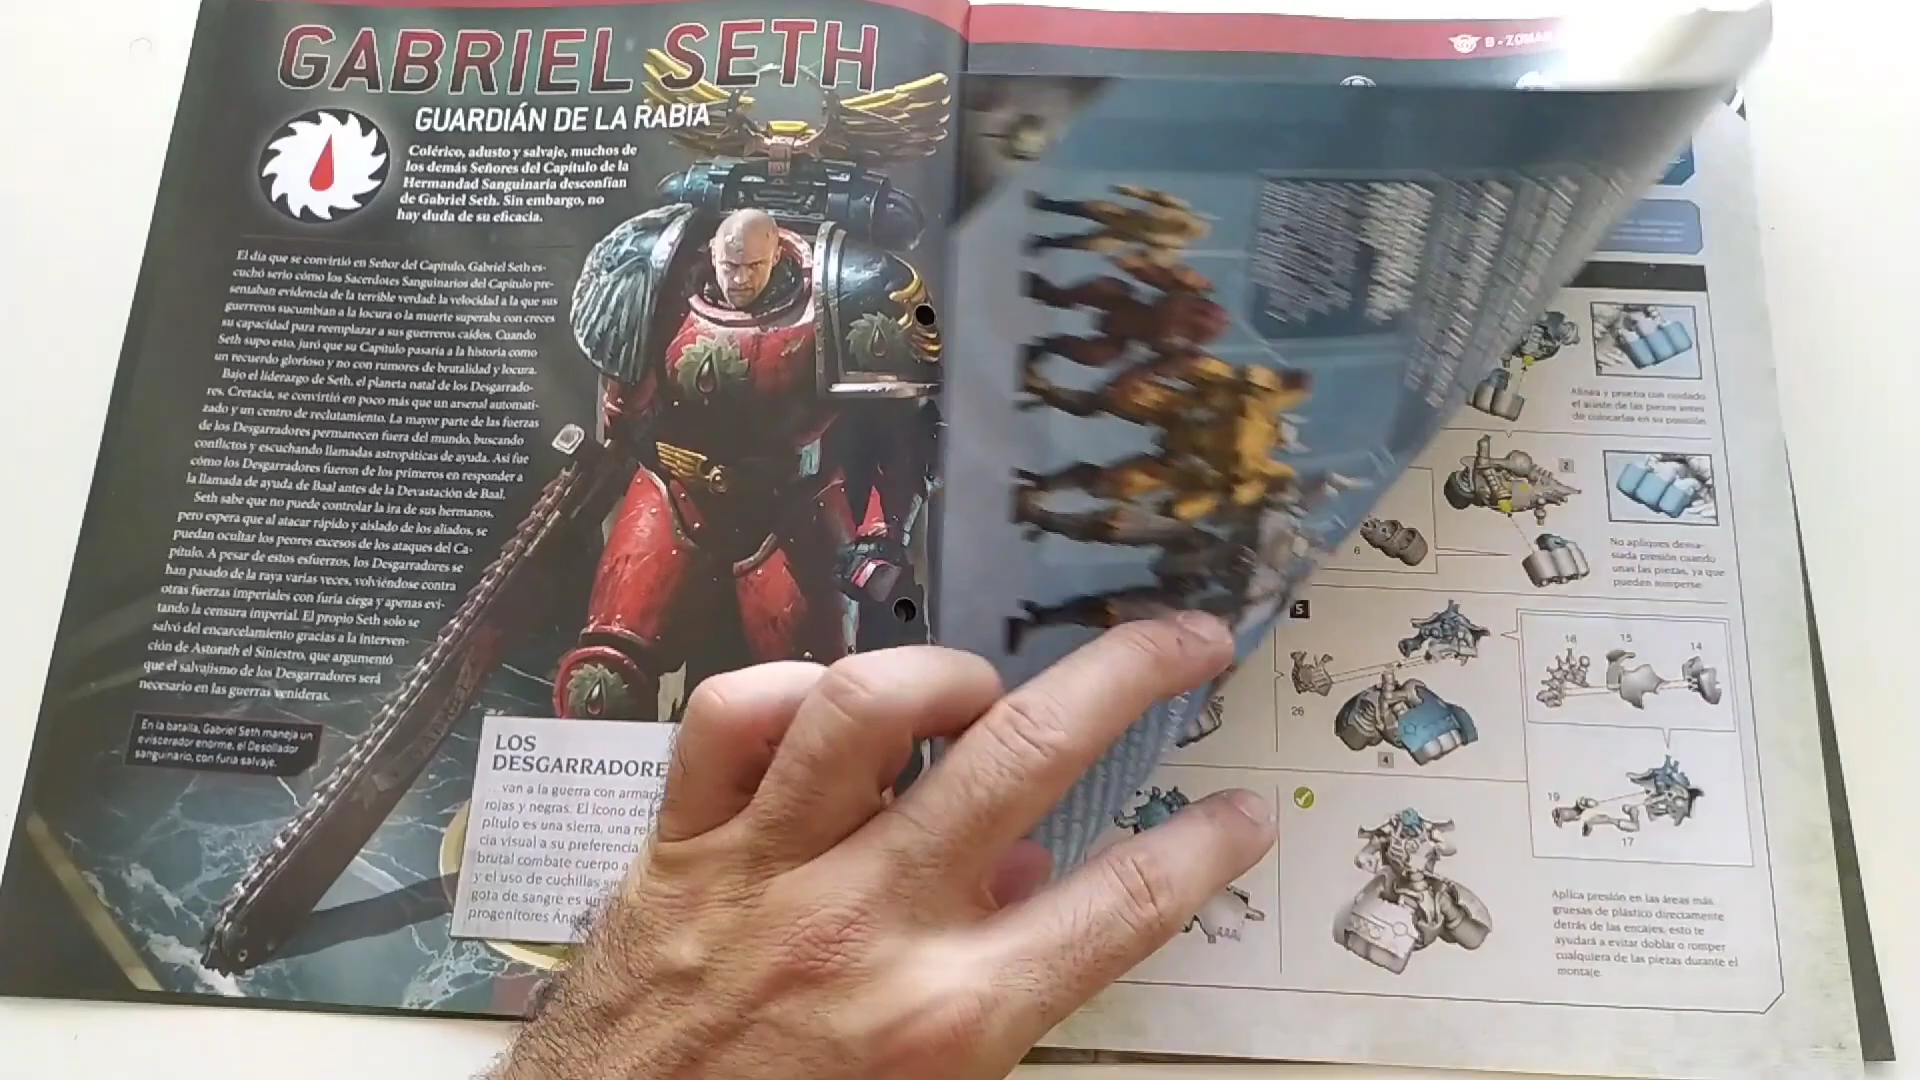 GABRIEL SETH
GUARDIÁN DE LA RABIA
Colérico, adusto y salvaje, muchos de
los demás Señores del Capítulo de la
Hermandad Sanguinaria desconfían
de Gabriel Seth. Sin embargo, no
hay duda de su eficacia.
El día que se convirtió en Señor del Capítulo, Gabriel Seth es-
cuchó serio cómo los Sacerdotes Sanguinarios del Capítulo pre-
sentaban evidencia de la terrible verdad: la velocidad a la que sus
guerreros sucumbían a la locura o la muerte superaba con creces
su capacidad para reemplazar a sus guerreros caídos. Cuando
Seth supo esto, juró que su Capítulo pasaría a la historia como
un recuerdo glorioso y no con rumores de brutalidad y locura.
Bajo el liderazgo de Seth, el planeta natal de los Desgarrado-
res, Cretacia, se convirtió en poco más que un arsenal automati-
zado y un centro de reclutamiento. La mayor parte de las fuerzas
de los Desgarradores permanecen fuera del mundo, buscando
conflictos y escuchando llamadas astropáticas de ayuda. Así fue
cómo los Desgarradores fueron de los primeros en responder a
la llamada de ayuda de Baal antes de la Devastación de Baal.
Seth sabe que no puede controlar la ira de sus hermanos,
pero espera que al atacar rápido y aislado de los aliados, se
puedan ocultar los peores excesos de los ataques del Ca-
pítulo. A pesar de estos esfuerzos, los Desgarradores se
han pasado de la raya varias veces, volviéndose contra
otras fuerzas imperiales con furia ciega y apenas evi-
tando la censura imperial. El propio Seth solo se
salvó del encarcelamiento gracias a la interven-
ción de Astorath el Siniestro, que argumentó
que el salvajismo de los Desgarradores será
necesario en las guerras venideras.
En la batalla, Gabriel Seth maneja un
eviscerador enorme, el Desollador
sanguinario, con furia salvaje.
LOS
DESGARRADORE
... van a la guerra con armad
rojas y negras. El icono de
pítulo es una sierra, una re
cia visual a su preferencia
brutal combate cuerpo a
y el uso de cuchillas si
gota de sangre es un
progenitores Áng
Alinea y prueba con cuidado
el ajuste de las piezas antes
de colocarlas en su posición
2
6
No apliques dema-
siada presión cuando
unas las piezas, ya que
pueden romperse
5
26
4
18
15
14
19
17
Aplica presión en las áreas más
gruesas de plástico directamente
detrás de las encajes, esto te
ayudará a evitar doblar o romper
cualquiera de las piezas durante el
montaje.